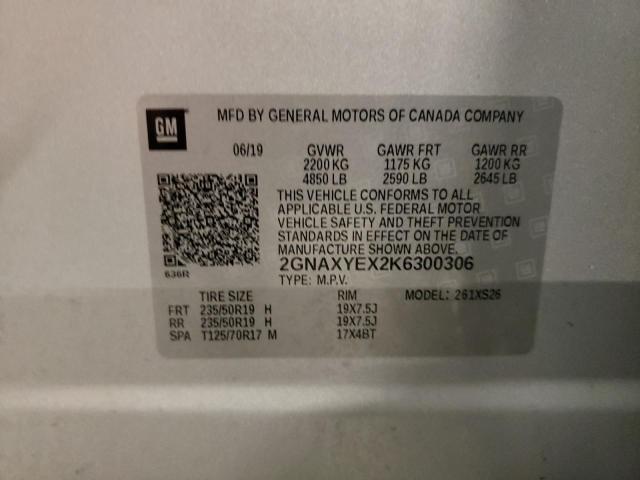 GM
MFD BY GENERAL MOTORS OF CANADA COMPANY
06/19 GVWR GAWR FRT GAWR RR
2200 KG 1175 KG 1200 KG
4850 LB 2590 LB 2645 LB
THIS VEHICLE CONFORMS TO ALL
APPLICABLE U.S. FEDERAL MOTOR
VEHICLE SAFETY AND THEFT PREVENTION
STANDARDS IN EFFECT ON THE DATE OF
MANUFACTURE SHOWN ABOVE.
636R
2GNAXYEX2K6300306
TYPE: M.P.V.
TIRE SIZE RIM MODEL: 261XS26
FRT 235/50R19 H 19X7.5J
RR 235/50R19 H 19X7.5J
SPA T125/70R17 M 17X4BT